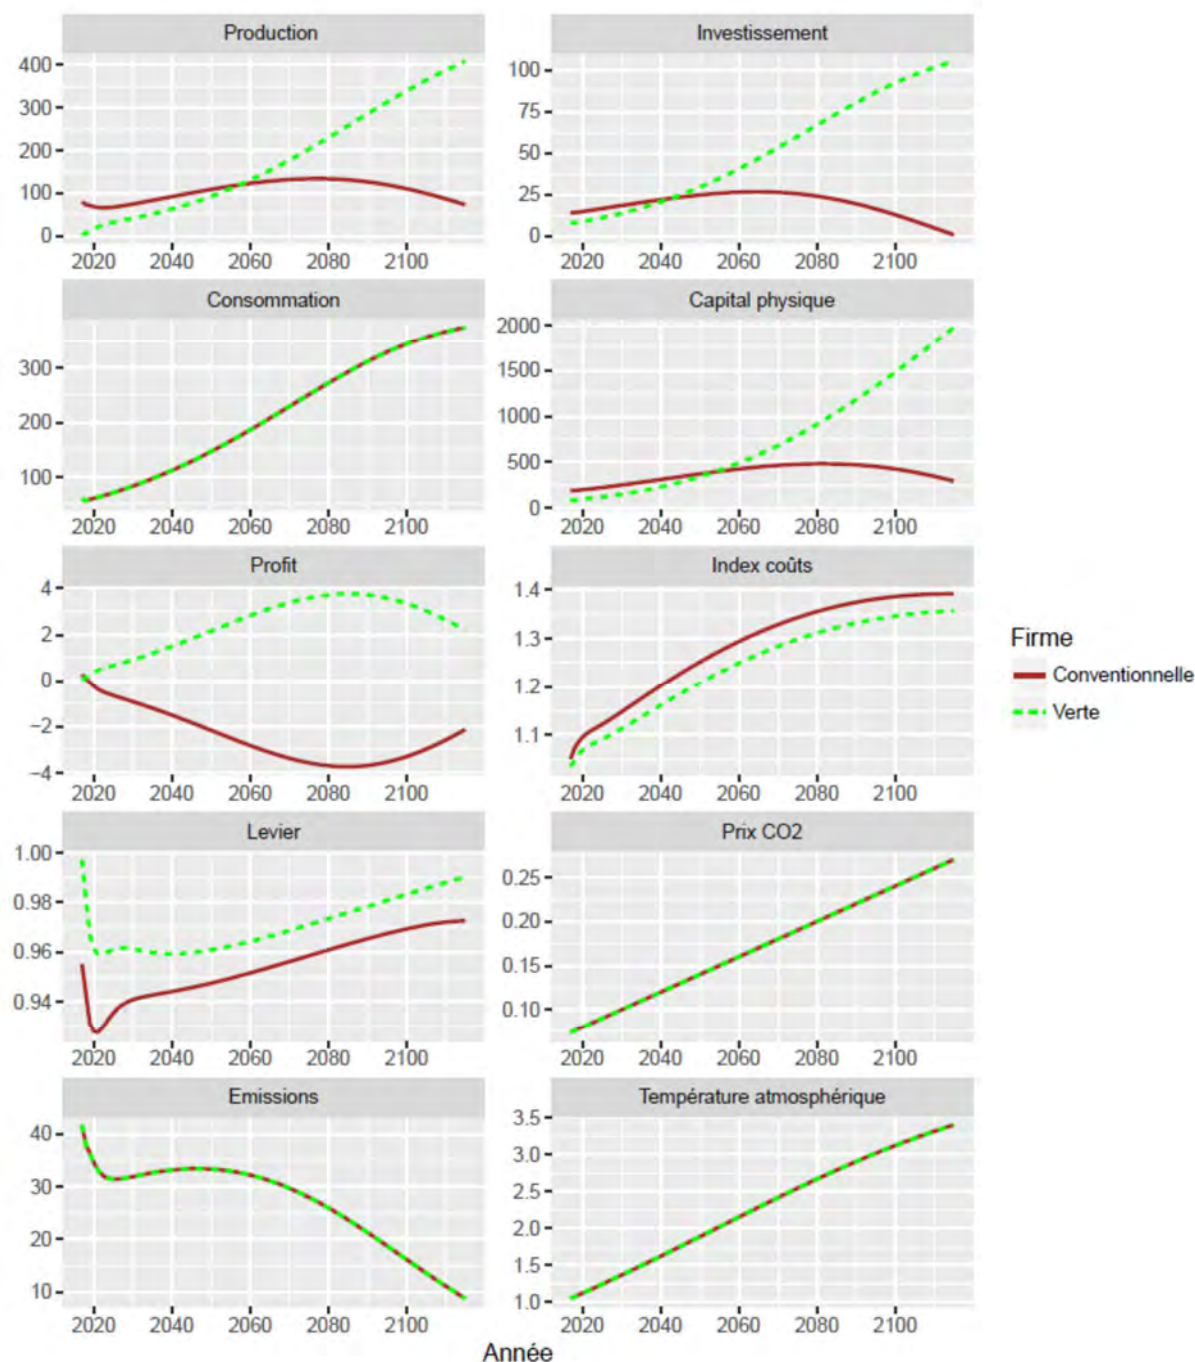 Production
400
300
200
100
0
2020 2040 2060 2080 2100
Investissement
100
75
50
25
0
2020 2040 2060 2080 2100
Consommation
300
200
100
2020 2040 2060 2080 2100
Capital physique
2000
1500
1000
500
0
2020 2040 2060 2080 2100
Profit
4
2
0
−2
−4
2020 2040 2060 2080 2100
Index coûts
1.4
1.3
1.2
1.1
2020 2040 2060 2080 2100
Levier
1.00
0.98
0.96
0.94
2020 2040 2060 2080 2100
Prix CO2
0.25
0.20
0.15
0.10
2020 2040 2060 2080 2100
Emissions
40
30
20
10
2020 2040 2060 2080 2100
Température atmosphérique
3.5
3.0
2.5
2.0
1.5
1.0
2020 2040 2060 2080 2100
Année
Firme
Conventionnelle
Verte